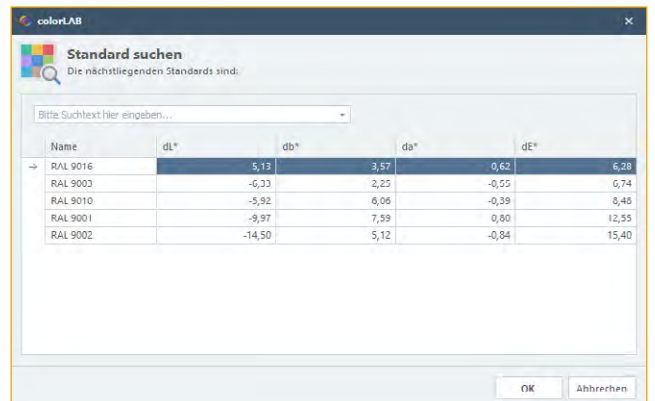 colorLAB
Standard suchen
Die nächstliegenden Standards sind:
Bitte Suchtext hier eingeben...
Name dL* db* da* dE*
RAL 9016 5,13 3,57 0,62 6,28
RAL 9003 -6,33 2,25 -0,55 6,74
RAL 9010 -5,92 6,06 -0,39 8,48
RAL 9001 -9,97 7,59 0,80 12,55
RAL 9002 -14,50 5,12 -0,84 15,40
OK Abbrechen